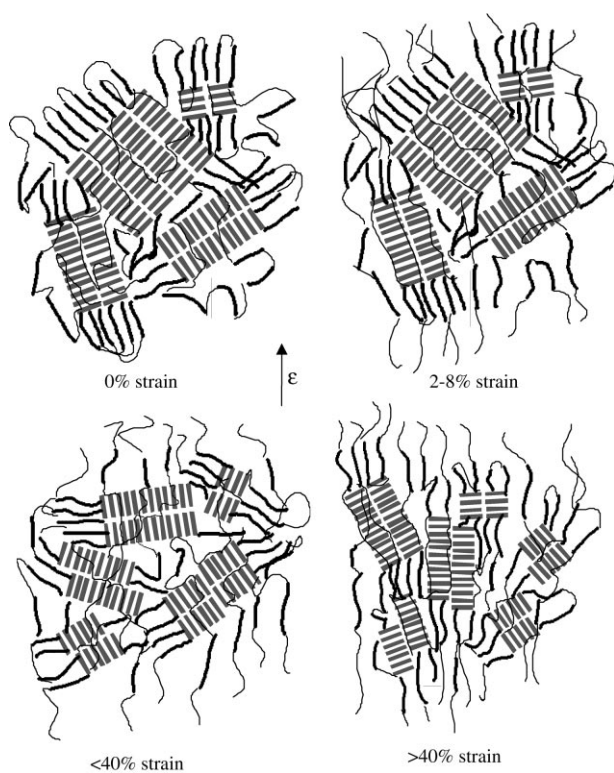 0% strain
ε
2-8% strain
<40% strain
>40% strain